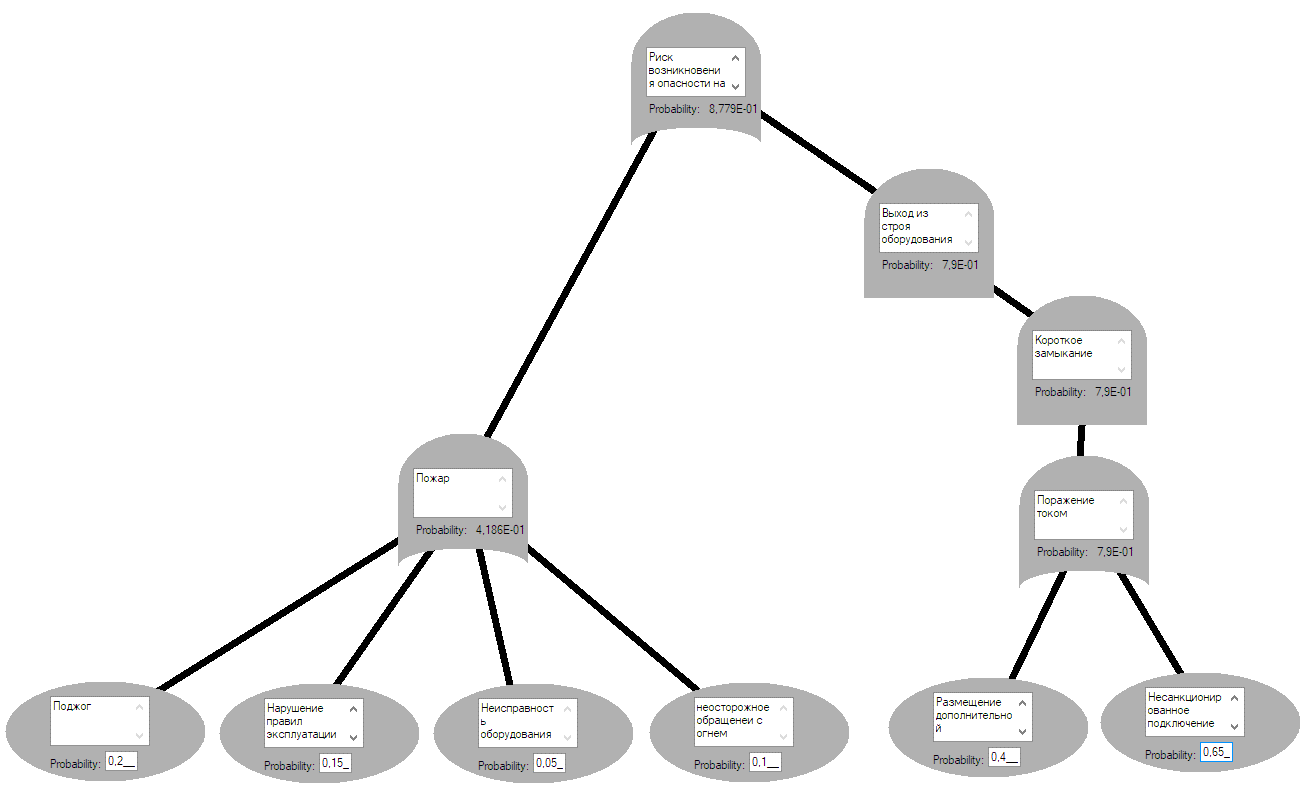 Риск
возникновени
я опасности на
Probability: 8,779E-01
Выход из
строя
оборудования
Probability: 7,9E-01
Короткое
замыкание
Probability: 7,9E-01
Пожар
Probability: 4,186E-01
Поражение
током
Probability: 7,9E-01
Поджог
Probability: 0,2__
Нарушение
правил
эксплуатации
Probability: 0,15_
Неисправност
ь
оборудования
Probability: 0,05_
неосторожное
обращенеи с
огнем
Probability: 0,1__
Размещение
дополнительно
й
Probability: 0,4__
Несанкционир
ованное
подключение
Probability: 0,65_